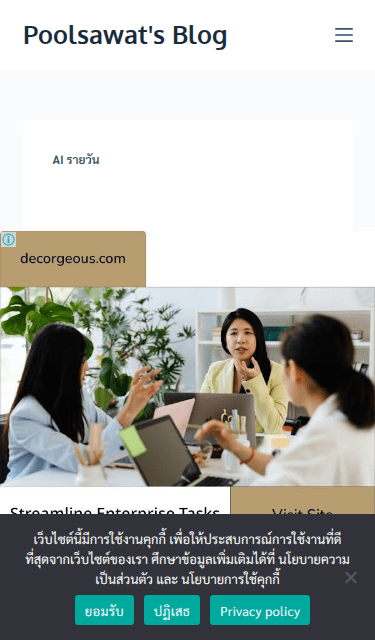 Poolsawat's Blog
AI รายวัน
decorgeous.com
Streamline Enterprise Tasks
Visit Site
เว็บไซต์นี้มีการใช้งานคุกกี้ เพื่อให้ประสบการณ์การใช้งานที่ดี
ที่สุดจากเว็บไซต์ของเรา ศึกษาข้อมูลเพิ่มเติมได้ที่ นโยบายความ
เป็นส่วนตัว และ นโยบายการใช้คุกกี้
ยอมรับ ปฏิเสธ Privacy policy